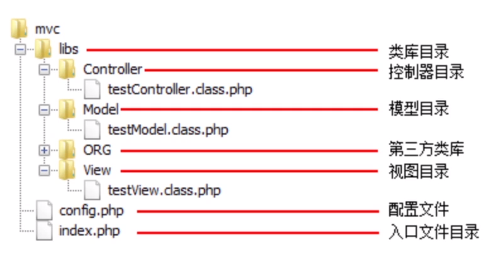 mvc
libs 类库目录
Controller 控制器目录
testController.class.php
Model 模型目录
testModel.class.php
ORG 第三方类库
View 视图目录
testView.class.php
config.php 配置文件
index.php 入口文件目录